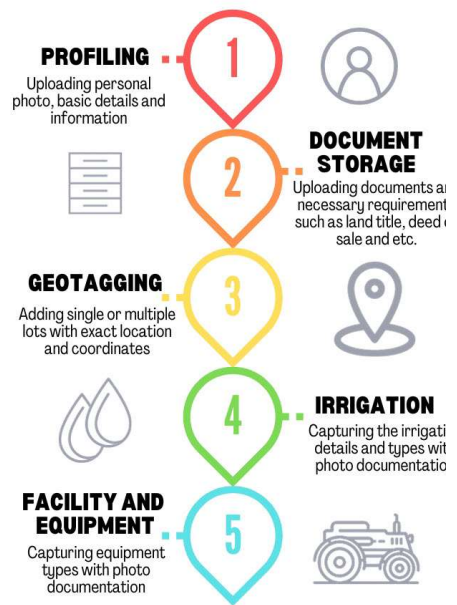 1
PROFILING
Uploading personal
photo, basic details and
information
2
DOCUMENT
STORAGE
Uploading documents
necessary
such as land title, deed
sale and etc.
3
GEOTAGGING
Adding single or multiple
lots with exact location
and coordinates
4
IRRIGATION
Capturing the
details and types
photo
5
FACILITY AND
EQUIPMENT
Capturing equipment
types with photo
documentation